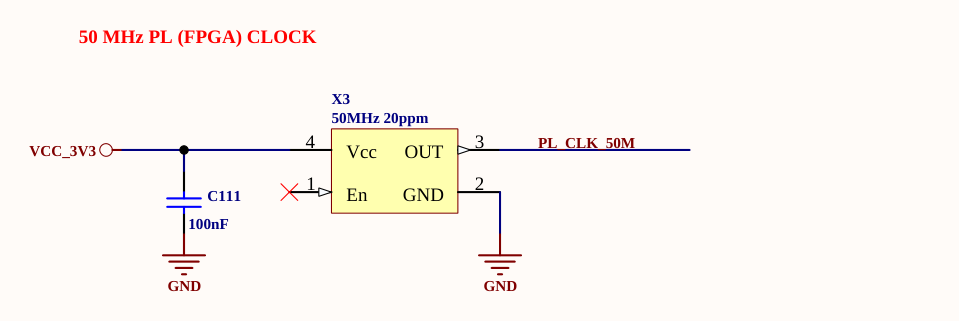 50 MHz PL (FPGA) CLOCK
X3
50MHz 20ppm
VCC_3V3
4
Vcc
OUT
3
PL_CLK_50M
1
En
GND
2
C111
100nF
GND
GND